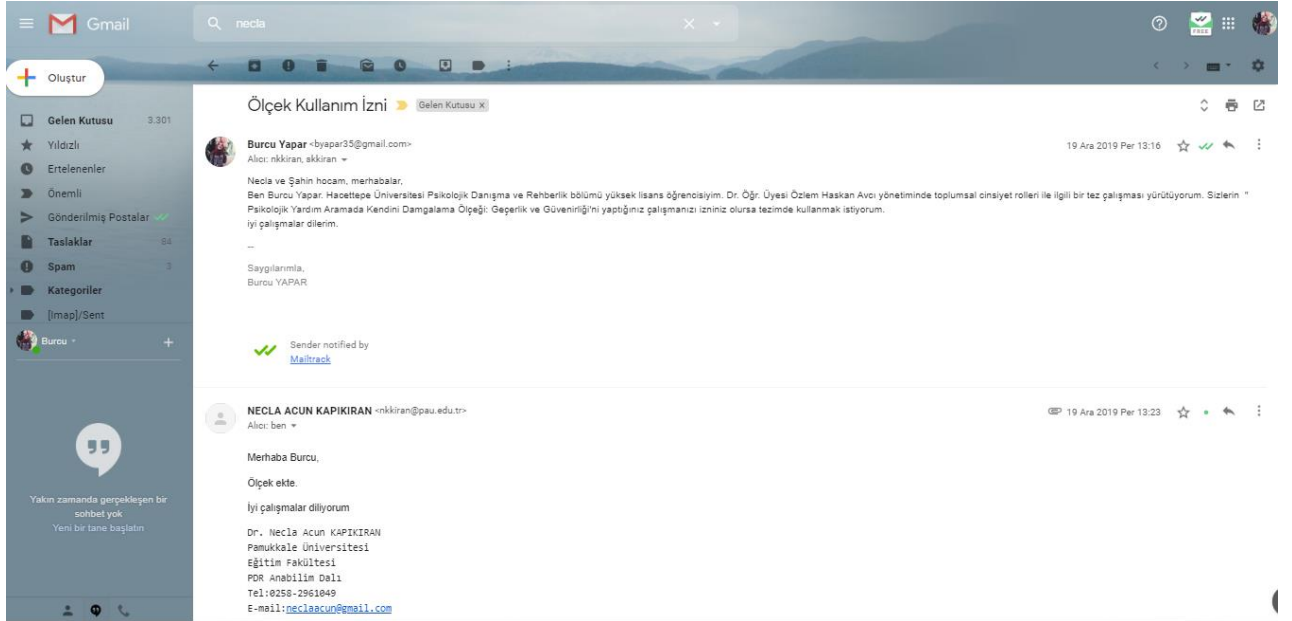 Gmail
necla
FREE
Oluştur
Ölçek Kullanım İzni Gelen Kutusu x
Gelen Kutusu 3.301
Yıldızlı
Ertelenenler
Önemli
Gönderilmiş Postalar
Taslaklar 84
Spam 3
Kategoriler
[Imap]/Sent
Burcu
Yakın zamanda gerçekleşen bir
sohbet yok
Yeni bir tane başlatın
Burcu Yapar <byapar35@gmail.com> 19 Ara 2019 Per 13:16
Alıcı: nkkiran, skkiran
Necla ve Şahin hocam, merhabalar,
Ben Burcu Yapar. Hacettepe Üniversitesi Psikolojik Danışma ve Rehberlik bölümü yüksek lisans öğrencisiyim. Dr. Öğr. Üyesi Özlem Haskan Avcı yönetiminde toplumsal cinsiyet rolleri ile ilgili bir tez çalışması yürütüyorum. Sizlerin "
Psikolojik Yardım Aramada Kendini Damgalama Ölçeği: Geçerlik ve Güvenirliği'ni yaptığınız çalışmanızı izniniz olursa tezimde kullanmak istiyorum.
iyi çalışmalar dilerim.
--
Saygılarımla,
Burcu YAPAR
Sender notified by
Mailtrack
NECLA ACUN KAPIKIRAN <nkkiran@pau.edu.tr> 19 Ara 2019 Per 13:23
Alıcı: ben
Merhaba Burcu,
Ölçek ekte.
İyi çalışmalar diliyorum
Dr. Necla Acun KAPIKIRAN
Pamukkale Üniversitesi
Eğitim Fakültesi
PDR Anabilim Dalı
Tel:0258-2961049
E-mail:neclaacun@gmail.com